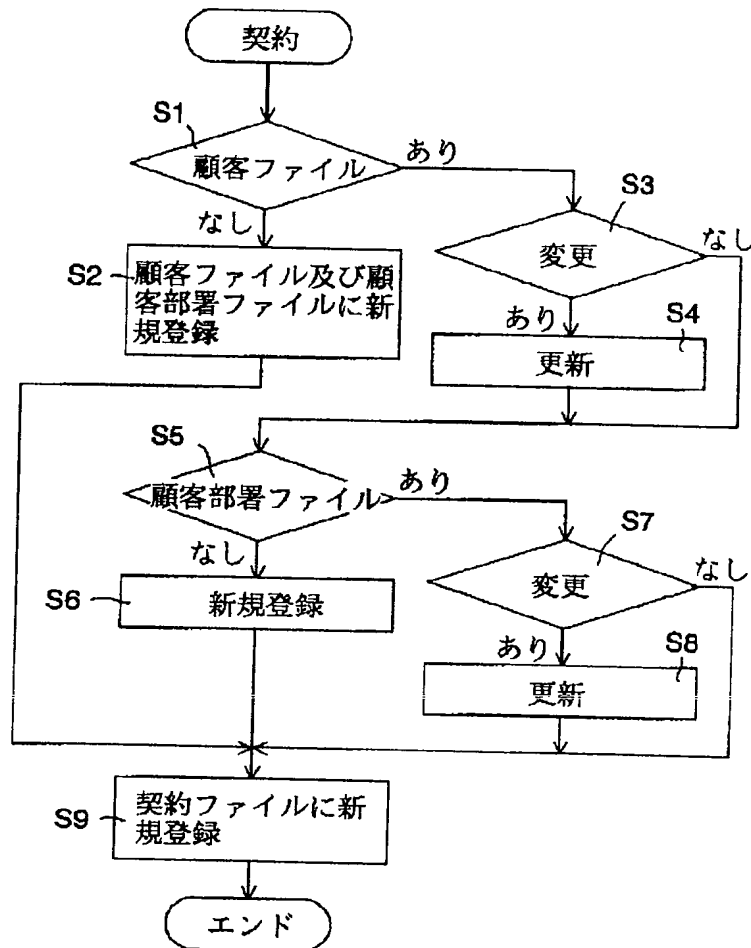 契約
S1
顧客ファイル
あり
なし
S3
変更
なし
S2
顧客ファイル及び顧
客部署ファイルに新
規登録
あり
S4
更新
S5
顧客部署ファイル
あり
なし
S7
変更
なし
S6
新規登録
あり
S8
更新
S9
契約ファイルに新
規登録
エンド